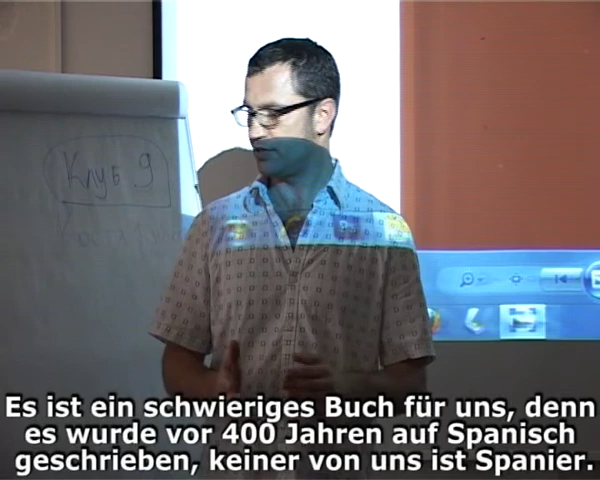 Клуб 9
Es ist ein schwieriges Buch für uns, denn
es wurde vor 400 Jahren auf Spanisch
geschrieben, keiner von uns ist Spanier.